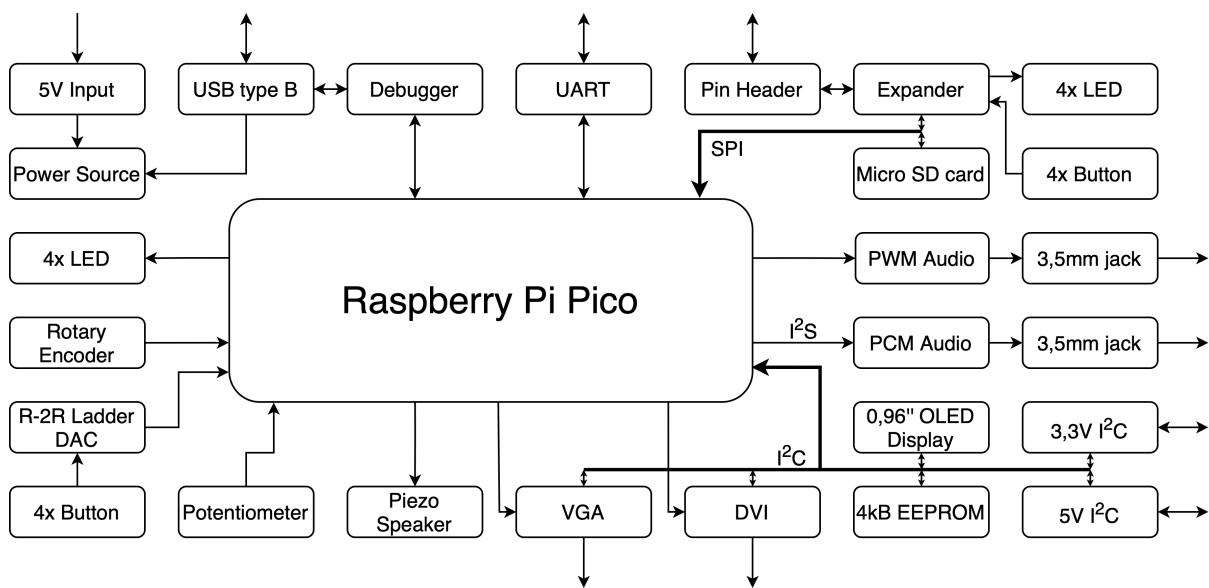 5V Input
USB type B
Debugger
UART
Pin Header
Expander
4x LED
Power Source
SPI
Micro SD card
4x Button
4x LED
Raspberry Pi Pico
PWM Audio
3,5mm jack
Rotary
Encoder
I²S
PCM Audio
3,5mm jack
R-2R Ladder
DAC
0,96" OLED
Display
3,3V I²C
I²C
4x Button
Potentiometer
Piezo
Speaker
VGA
DVI
4kB EEPROM
5V I²C